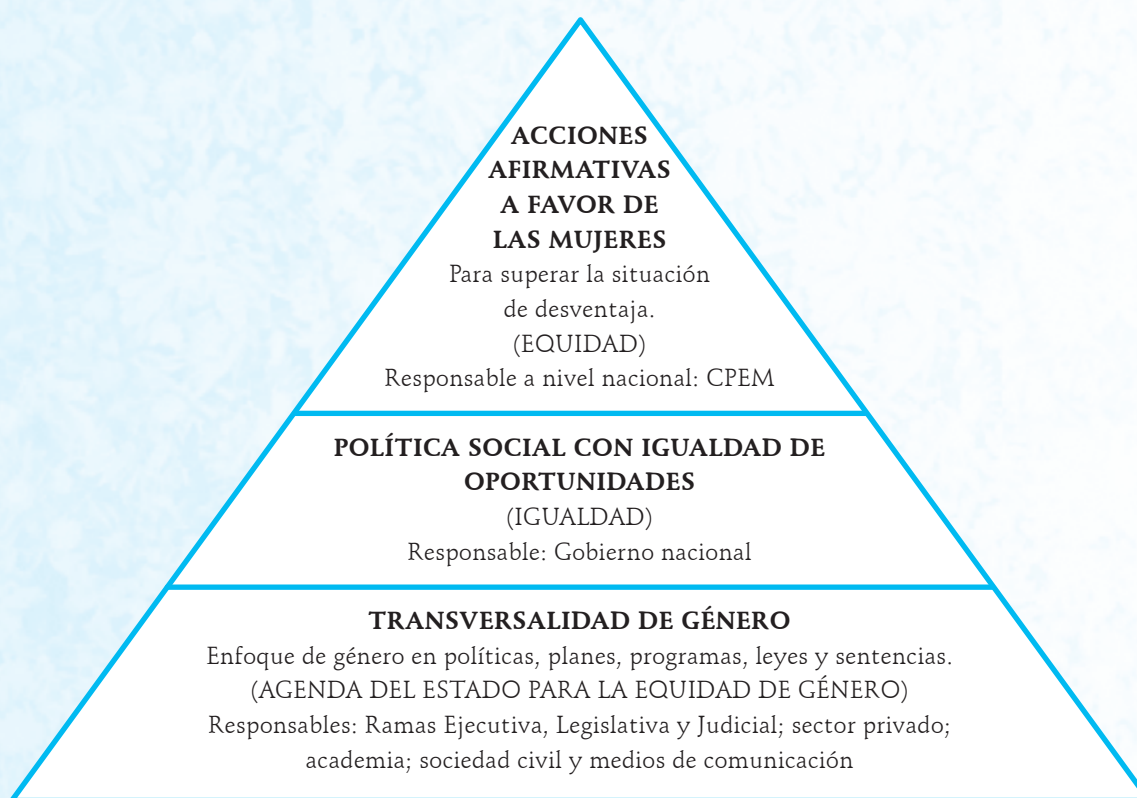 ACCIONES
AFIRMATIVAS
A FAVOR DE
LAS MUJERES
Para superar la situación
de desventaja.
(EQUIDAD)
Responsable a nivel nacional: CPEM
POLÍTICA SOCIAL CON IGUALDAD DE
OPORTUNIDADES
(IGUALDAD)
Responsable: Gobierno nacional
TRANSVERSALIDAD DE GÉNERO
Enfoque de género en políticas, planes, programas, leyes y sentencias.
(AGENDA DEL ESTADO PARA LA EQUIDAD DE GÉNERO)
Responsables: Ramas Ejecutiva, Legislativa y Judicial; sector privado;
academia; sociedad civil y medios de comunicación